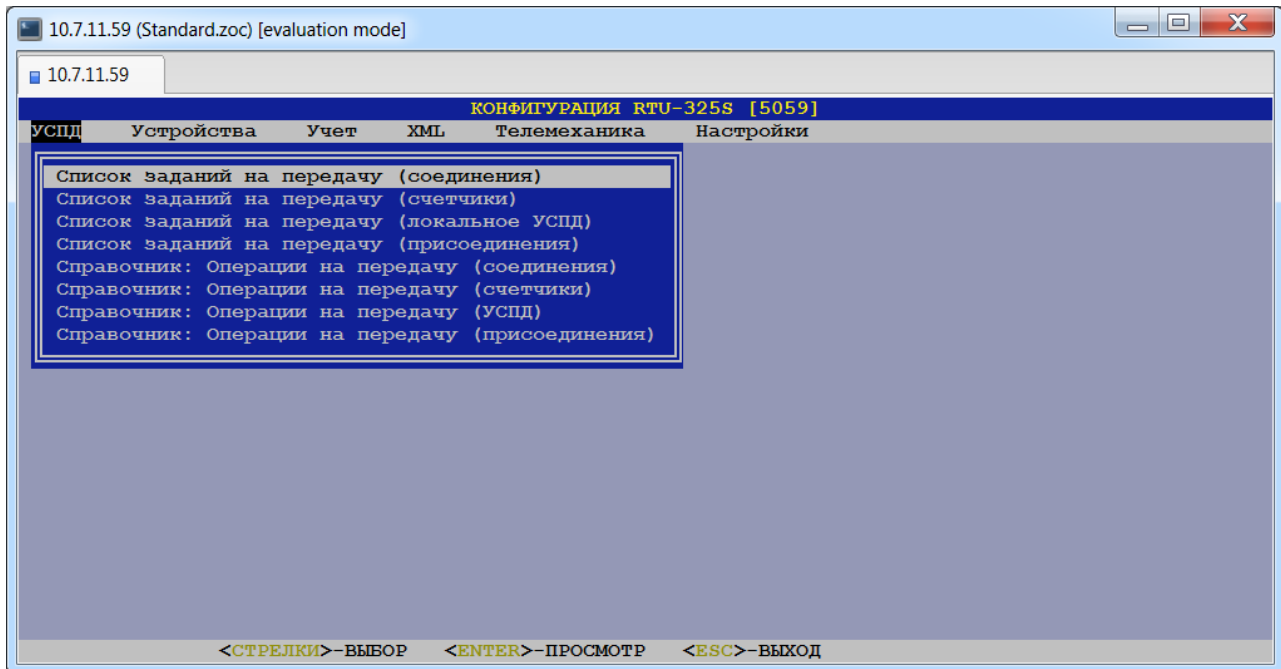 10.7.11.59 (Standard.zoc) [evaluation mode]
10.7.11.59
КОНФИГУРАЦИЯ RTU-325S [5059]
УСПД Устройства Учет XML Телемеханика Настройки
Список заданий на передачу (соединения)
Список заданий на передачу (счетчики)
Список заданий на передачу (локальное УСПД)
Список заданий на передачу (присоединения)
Справочник: Операции на передачу (соединения)
Справочник: Операции на передачу (счетчики)
Справочник: Операции на передачу (УСПД)
Справочник: Операции на передачу (присоединения)
<СТРЕЛКИ>-ВЫБОР <ENTER>-ПРОСМОТР <ESC>-ВЫХОД